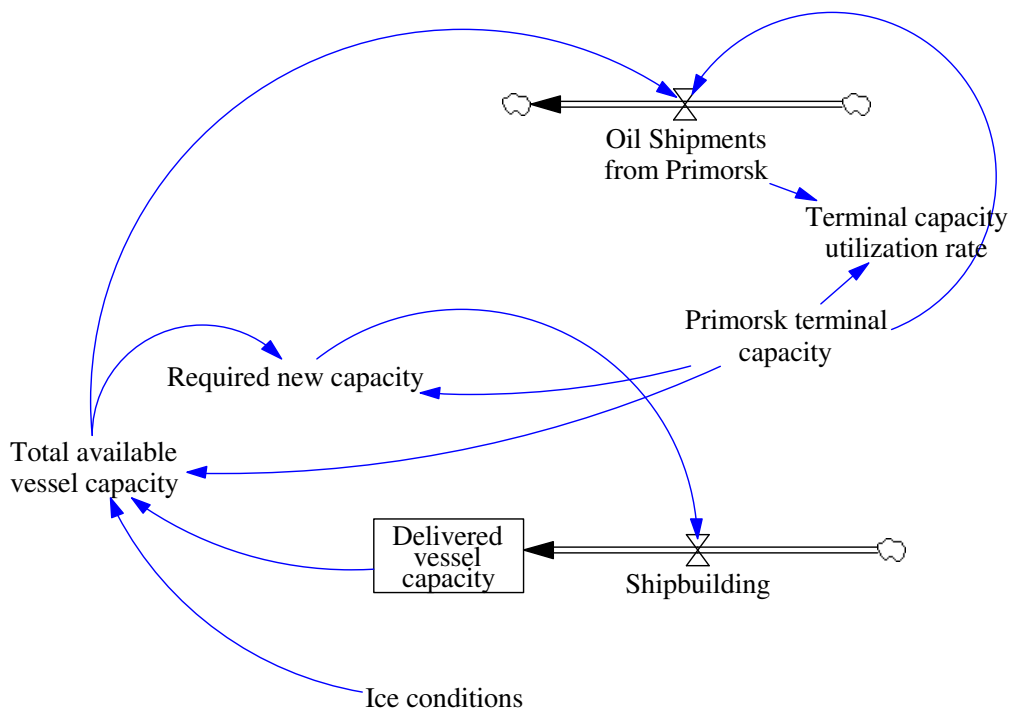 Oil Shipments
from Primorsk
Terminal capacity
utilization rate
Primorsk terminal
capacity
Required new capacity
Total available
vessel capacity
Delivered
vessel
capacity
Shipbuilding
Ice conditions